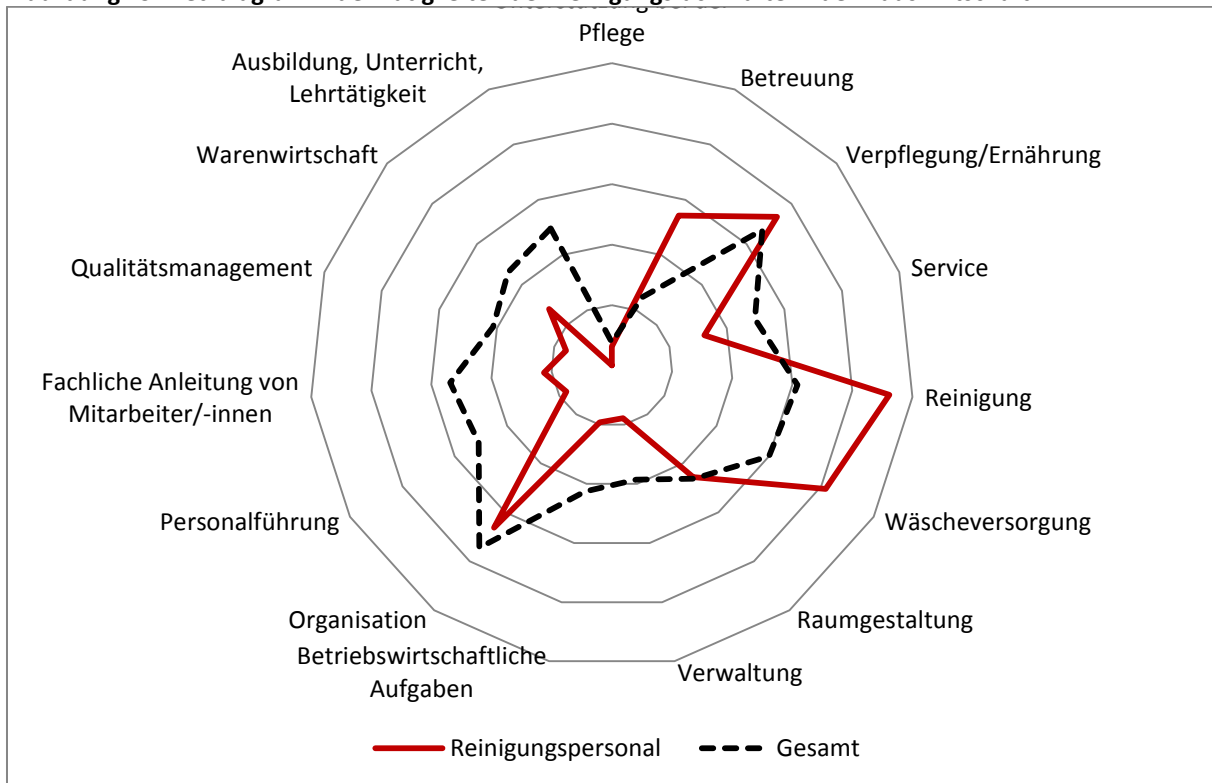 Pflege
Ausbildung, Unterricht,
Lehrtätigkeit
Betreuung
Warenwirtschaft
Verpflegung/Ernährung
Qualitätsmanagement
Service
Fachliche Anleitung von
Mitarbeiter/-innen
Reinigung
Personalführung
Wäscheversorgung
Organisation
Raumgestaltung
Betriebswirtschaftliche
Aufgaben
Verwaltung
Reinigungspersonal
Gesamt